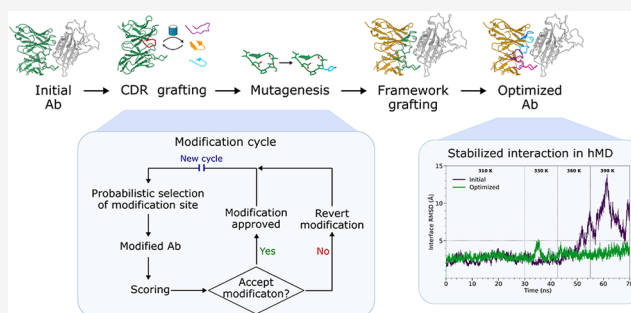 Initial
Ab
CDR grafting
Mutagenesis
Framework
grafting
Optimized
Ab
Modification cycle
New cycle
Probabilistic selection
of modification site
Modified Ab
Scoring
Accept
modificaton?
Modification
approved
Yes
Revert
modification
No
Stabilized interaction in hMD
310 K
330 K
360 K
390 K
Initial
Optimized
Interface RMSD (Å)
15
10
5
0
0
10
20
30
40
50
60
70
Time (ns)